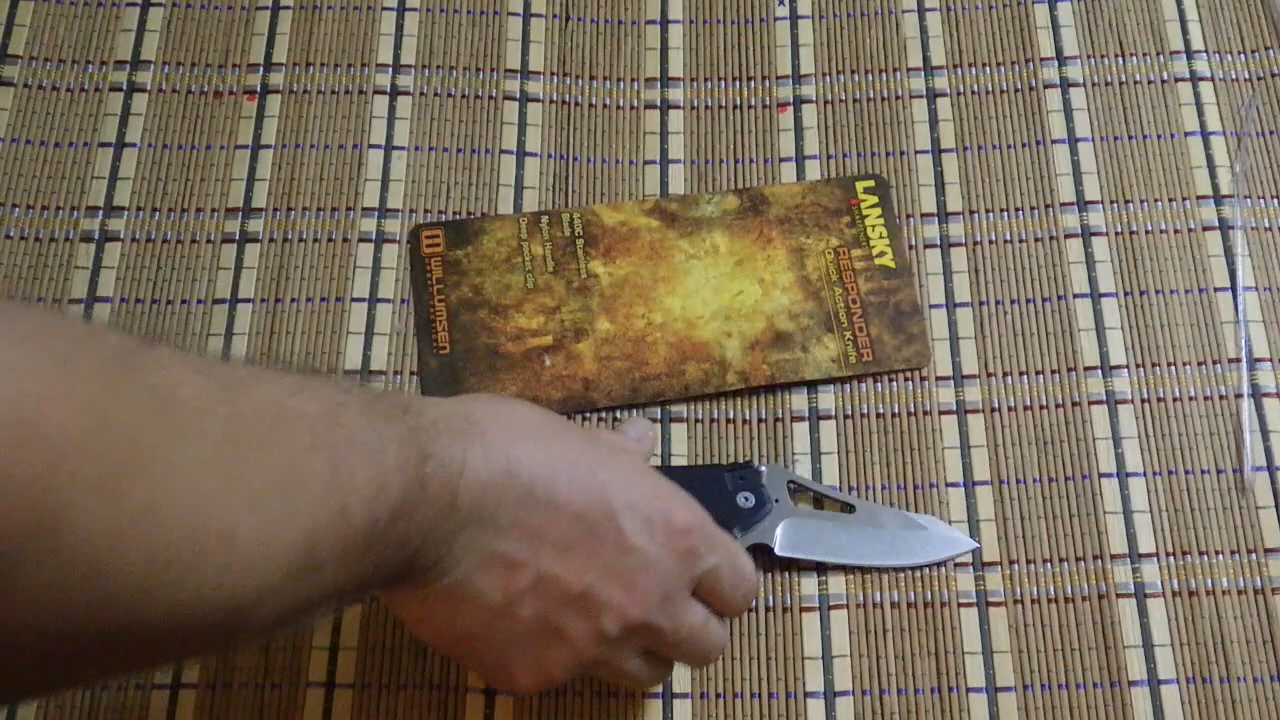 LANSKY
RESPONDER
Quick Action Knife
440C Stainless
Blade
Nylon Handle
Deep pocket clip
WILLUMSEN